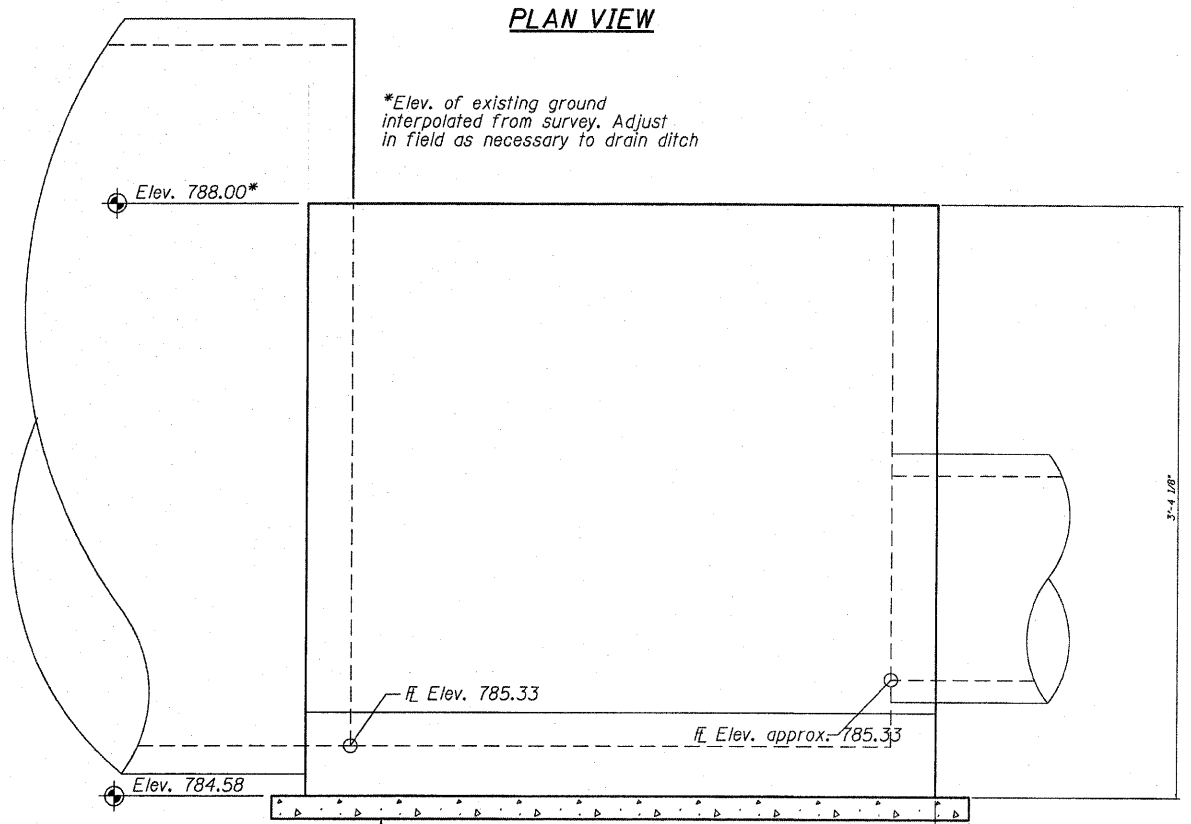 PLAN VIEW
*Elev. of existing ground
interpolated from survey. Adjust
in field as necessary to drain ditch
Elev. 788.00*
3'-4 1/8"
FL Elev. 785.33
FL Elev. approx. 785.33
Elev. 784.58